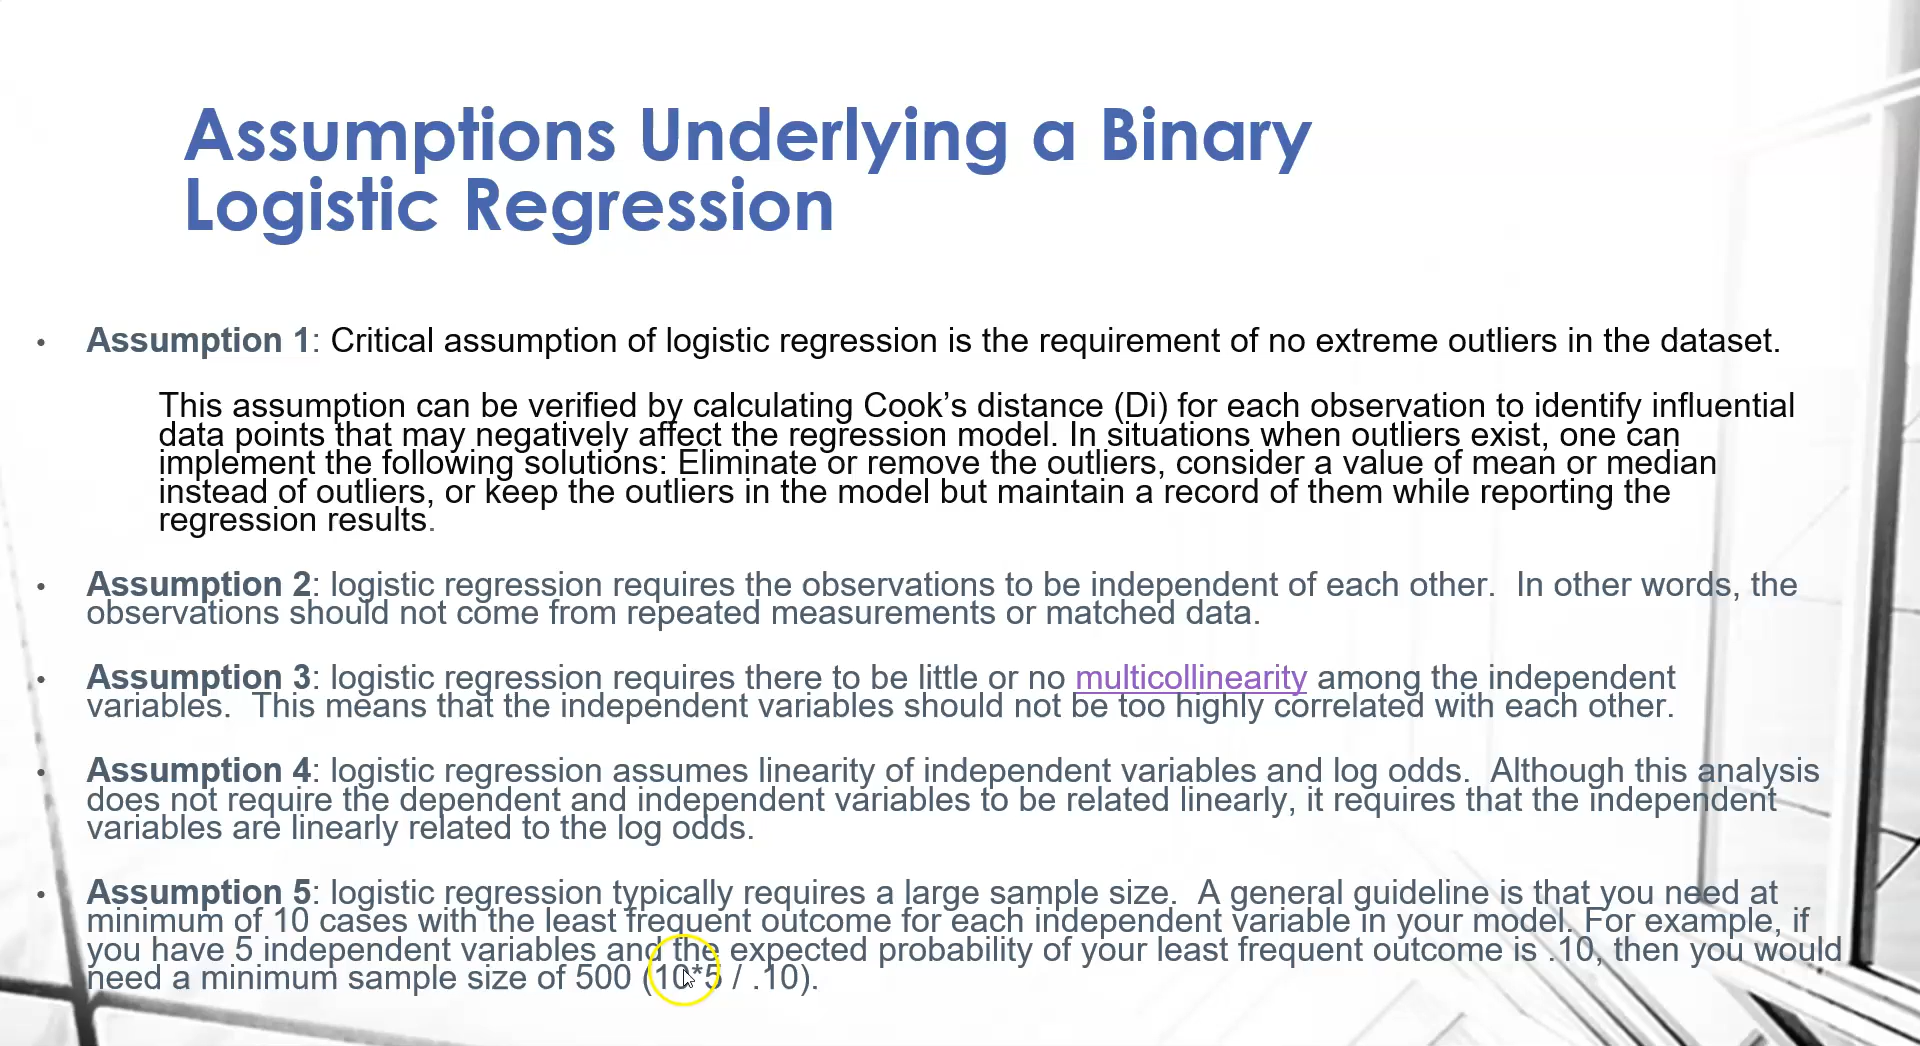 Assumptions Underlying a Binary
Logistic Regression
• Assumption 1: Critical assumption of logistic regression is the requirement of no extreme outliers in the dataset.
This assumption can be verified by calculating Cook’s distance (Di) for each observation to identify influential
data points that may negatively affect the regression model. In situations when outliers exist, one can
implement the following solutions: Eliminate or remove the outliers, consider a value of mean or median
instead of outliers, or keep the outliers in the model but maintain a record of them while reporting the
regression results.
• Assumption 2: logistic regression requires the observations to be independent of each other.  In other words, the
observations should not come from repeated measurements or matched data.
• Assumption 3: logistic regression requires there to be little or no multicollinearity among the independent
variables.  This means that the independent variables should not be too highly correlated with each other.
• Assumption 4: logistic regression assumes linearity of independent variables and log odds.  Although this analysis
does not require the dependent and independent variables to be related linearly, it requires that the independent
variables are linearly related to the log odds.
• Assumption 5: logistic regression typically requires a large sample size.  A general guideline is that you need at
minimum of 10 cases with the least frequent outcome for each independent variable in your model. For example, if
you have 5 independent variables and the expected probability of your least frequent outcome is .10, then you would
need a minimum sample size of 500 (10*5 / .10).